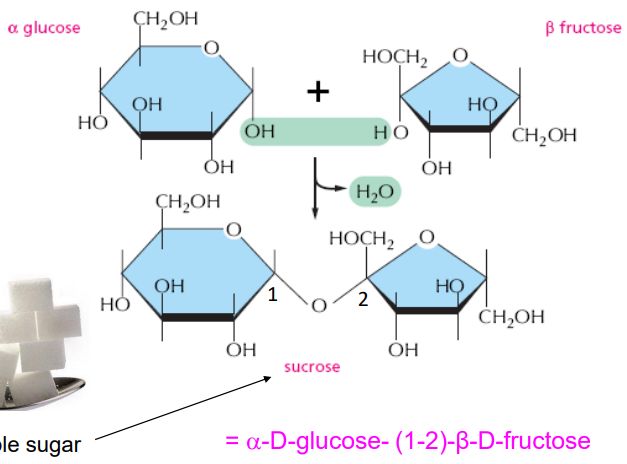 α glucose
β fructose
CH₂OH
O
OH
HO
OH
OH
+
HOCH₂
O
HO
HO
CH₂OH
OH
H₂O
CH₂OH
O
OH
HO
OH
1
O
2
HOCH₂
O
HO
CH₂OH
OH
sucrose
sugar
= α-D-glucose- (1-2)-β-D-fructose